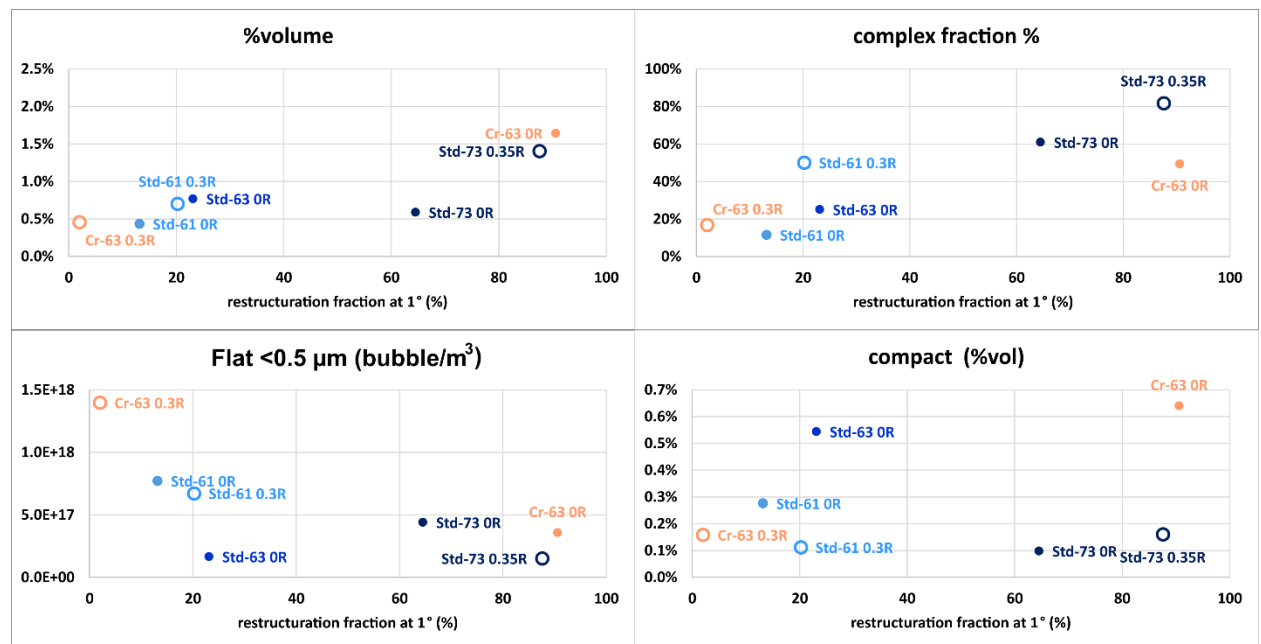 %volume
2.5%
2.0%
1.5%
1.0%
0.5%
0.0%
Cr-63 0R
Std-73 0.35R
Std-61 0.3R
Std-63 0R
Std-73 0R
Std-61 0R
Cr-63 0.3R
0 20 40 60 80 100
restructuration fraction at 1° (%)
complex fraction %
100%
80%
60%
40%
20%
0%
Std-73 0.35R
Std-73 0R
Std-61 0.3R
Cr-63 0R
Cr-63 0.3R
Std-63 0R
Std-61 0R
0 20 40 60 80 100
restructuration fraction at 1° (%)
Flat <0.5 µm (bubble/m³)
1.5E+18
1.0E+18
5.0E+17
0.0E+00
Cr-63 0.3R
Std-61 0R
Std-61 0.3R
Std-73 0R
Cr-63 0R
Std-63 0R
Std-73 0.35R
0 20 40 60 80 100
restructuration fraction at 1° (%)
compact (%vol)
0.7%
0.6%
0.5%
0.4%
0.3%
0.2%
0.1%
0.0%
Cr-63 0R
Std-63 0R
Std-61 0R
Cr-63 0.3R
Std-61 0.3R
Std-73 0R
Std-73 0.35R
0 20 40 60 80 100
restructuration fraction at 1° (%)